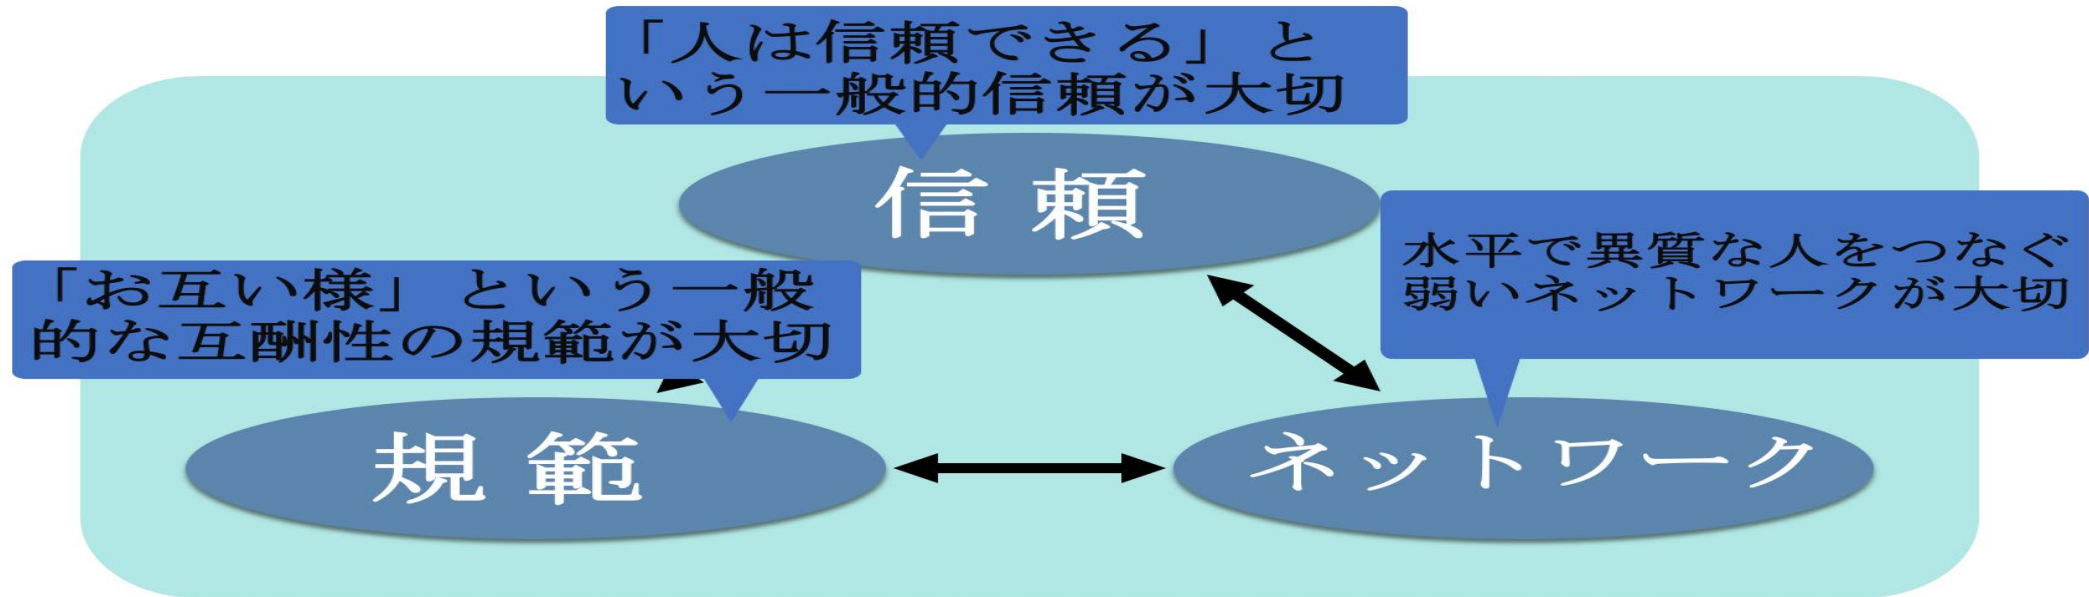 「人は信頼できる」と
いう一般的信頼が大切
信頼
水平で異質な人をつなぐ
弱いネットワークが大切
「お互い様」という一般
的な互酬性の規範が大切
規範
ネットワーク